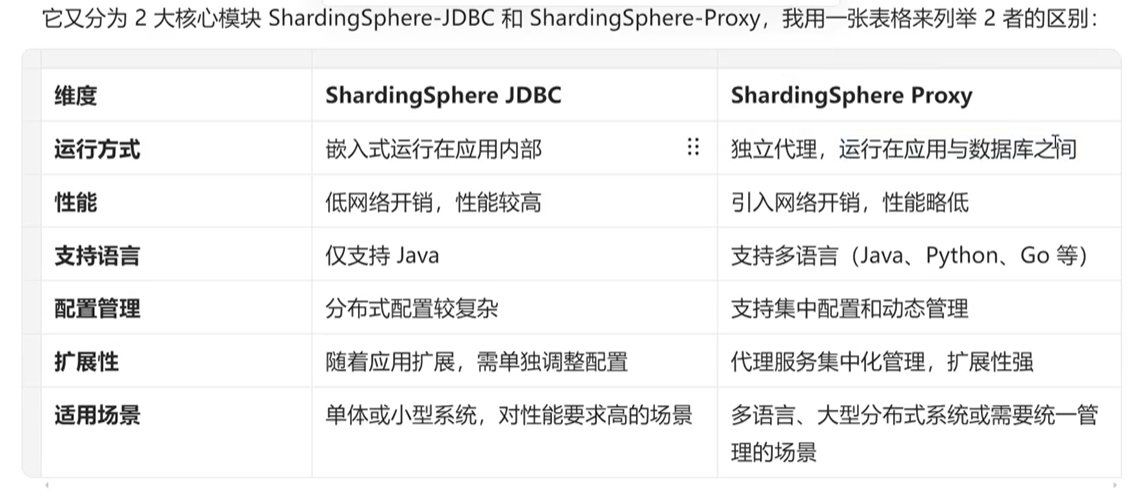 它又分为 2 大核心模块 ShardingSphere-JDBC 和 ShardingSphere-Proxy，我用一张表格来列举 2 者的区别：
维度 ShardingSphere JDBC ShardingSphere Proxy
运行方式 嵌入式运行在应用内部 独立代理，运行在应用与数据库之间
性能 低网络开销，性能较高 引入网络开销，性能略低
支持语言 仅支持 Java 支持多语言（Java、Python、Go 等）
配置管理 分布式配置较复杂 支持集中配置和动态管理
扩展性 随着应用扩展，需单独调整配置 代理服务集中化管理，扩展性强
适用场景 单体或小型系统，对性能要求高的场景 多语言、大型分布式系统或需要统一管
理的场景